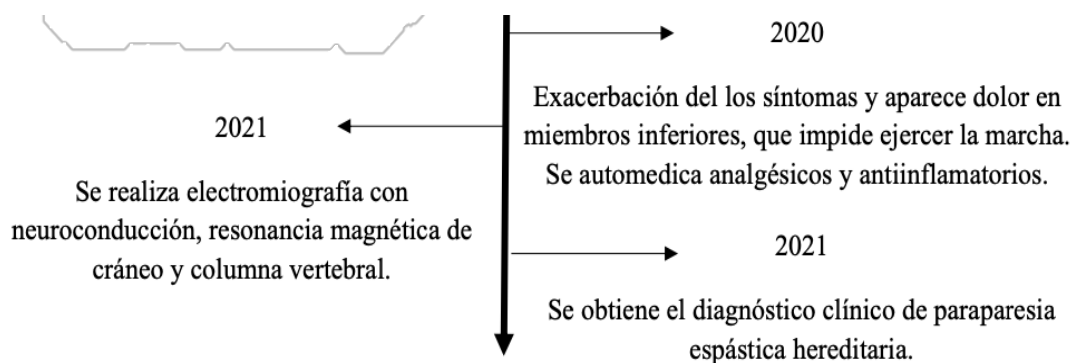 2020
Exacerbación del los síntomas y aparece dolor en
miembros inferiores, que impide ejercer la marcha.
Se automedica analgésicos y antiinflamatorios.
2021
Se realiza electromiografía con
neuroconducción, resonancia magnética de
cráneo y columna vertebral.
2021
Se obtiene el diagnóstico clínico de paraparesia
espástica hereditaria.